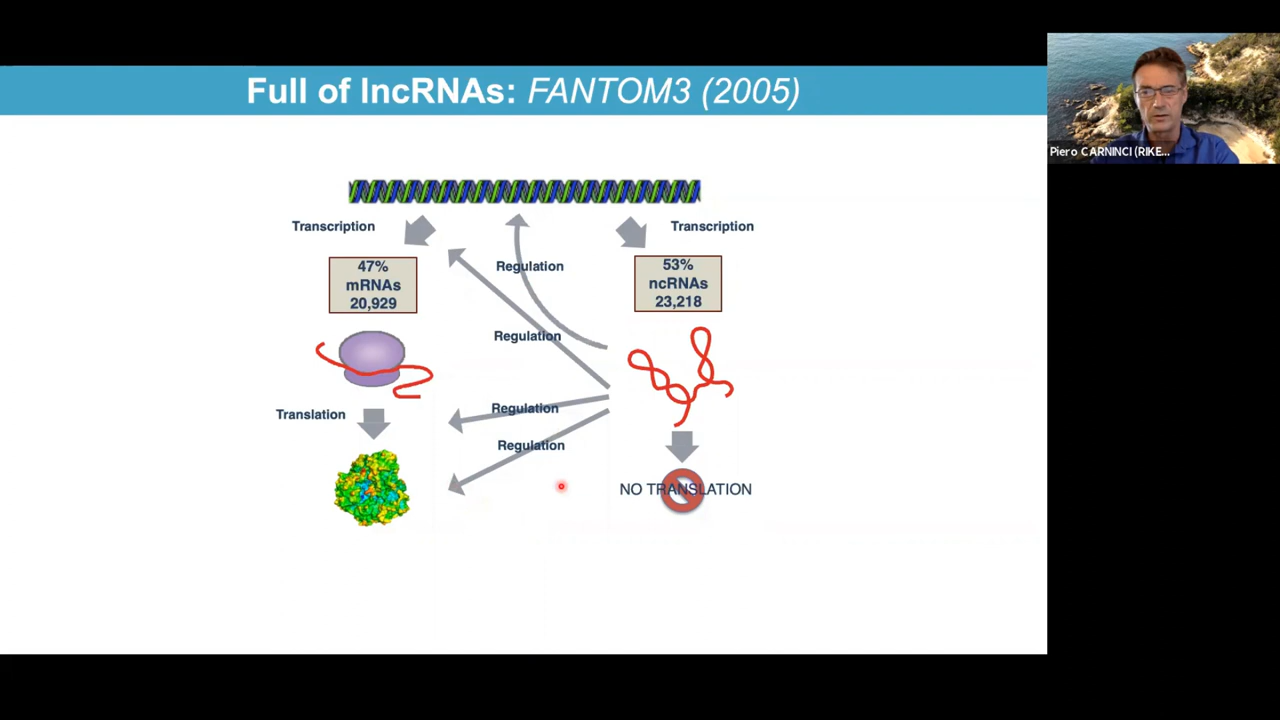 Full of lncRNAs: FANTOM3 (2005)
Piero CARNINCI (RIKE...
Transcription
Transcription
47%
mRNAs
20,929
Regulation
53%
ncRNAs
23,218
Regulation
Translation
Regulation
Regulation
NO TRANSLATION